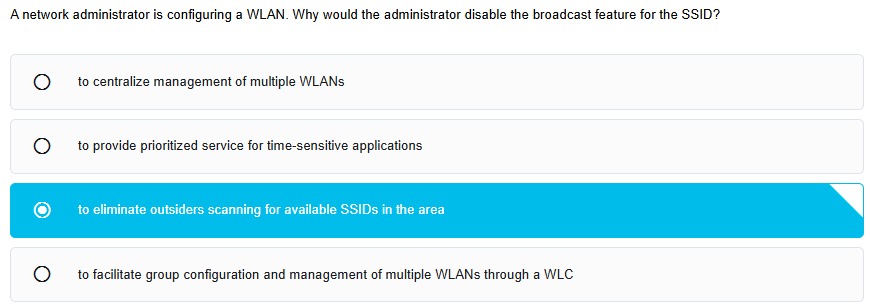 A network administrator is configuring a WLAN. Why would the administrator disable the broadcast feature for the SSID?
to centralize management of multiple WLANs
to provide prioritized service for time-sensitive applications
to eliminate outsiders scanning for available SSIDs in the area
to facilitate group configuration and management of multiple WLANs through a WLC